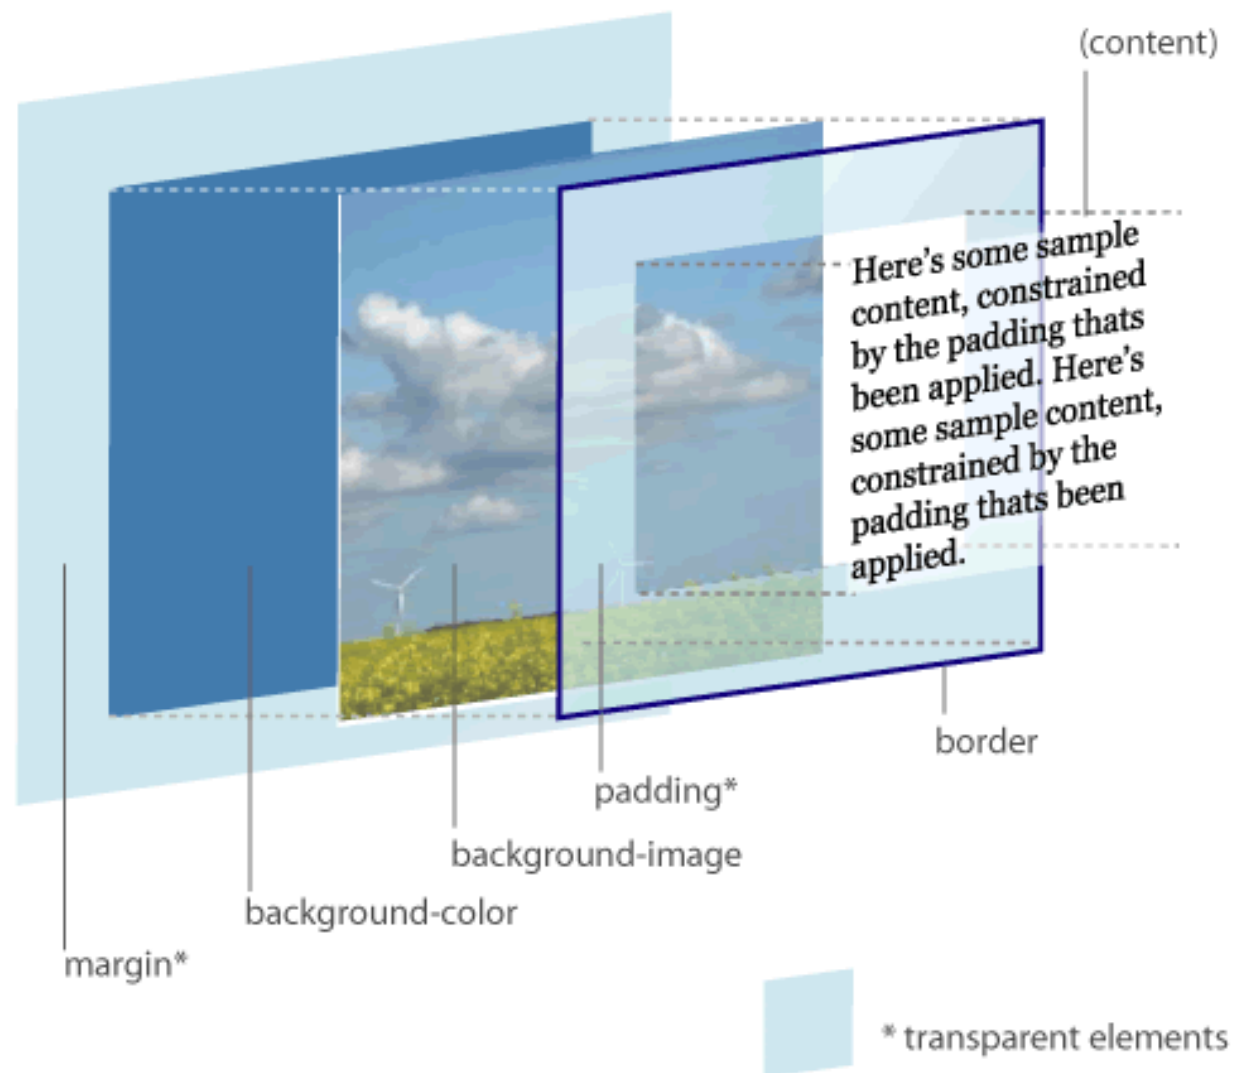 (content)
Here’s some sample
content, constrained
by the padding thats
been applied. Here’s
some sample content,
constrained by the
padding thats been
applied.
border
padding*
background-image
background-color
margin*
* transparent elements